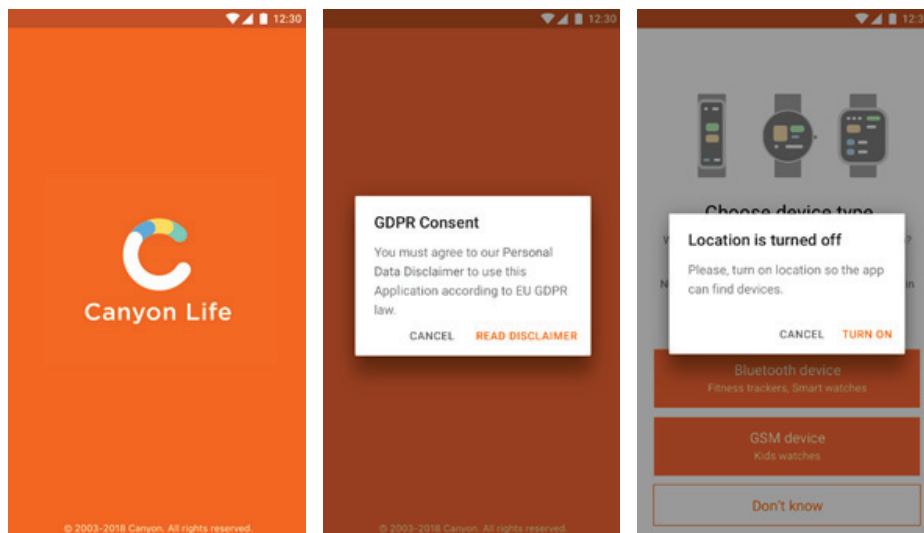 12:30
Canyon Life
© 2003-2018 Canyon. All rights reserved.
12:30
GDPR Consent
You must agree to our Personal
Data Disclaimer to use this
Application according to EU GDPR
law.
CANCEL READ DISCLAIMER
© 2003-2018 Canyon. All rights reserved.
12:3
Choose device type
Location is turned off
Please, turn on location so the app
can find devices.
CANCEL TURN ON
Bluetooth device
Fitness trackers, Smart watches
GSM device
Kids watches
Don't know